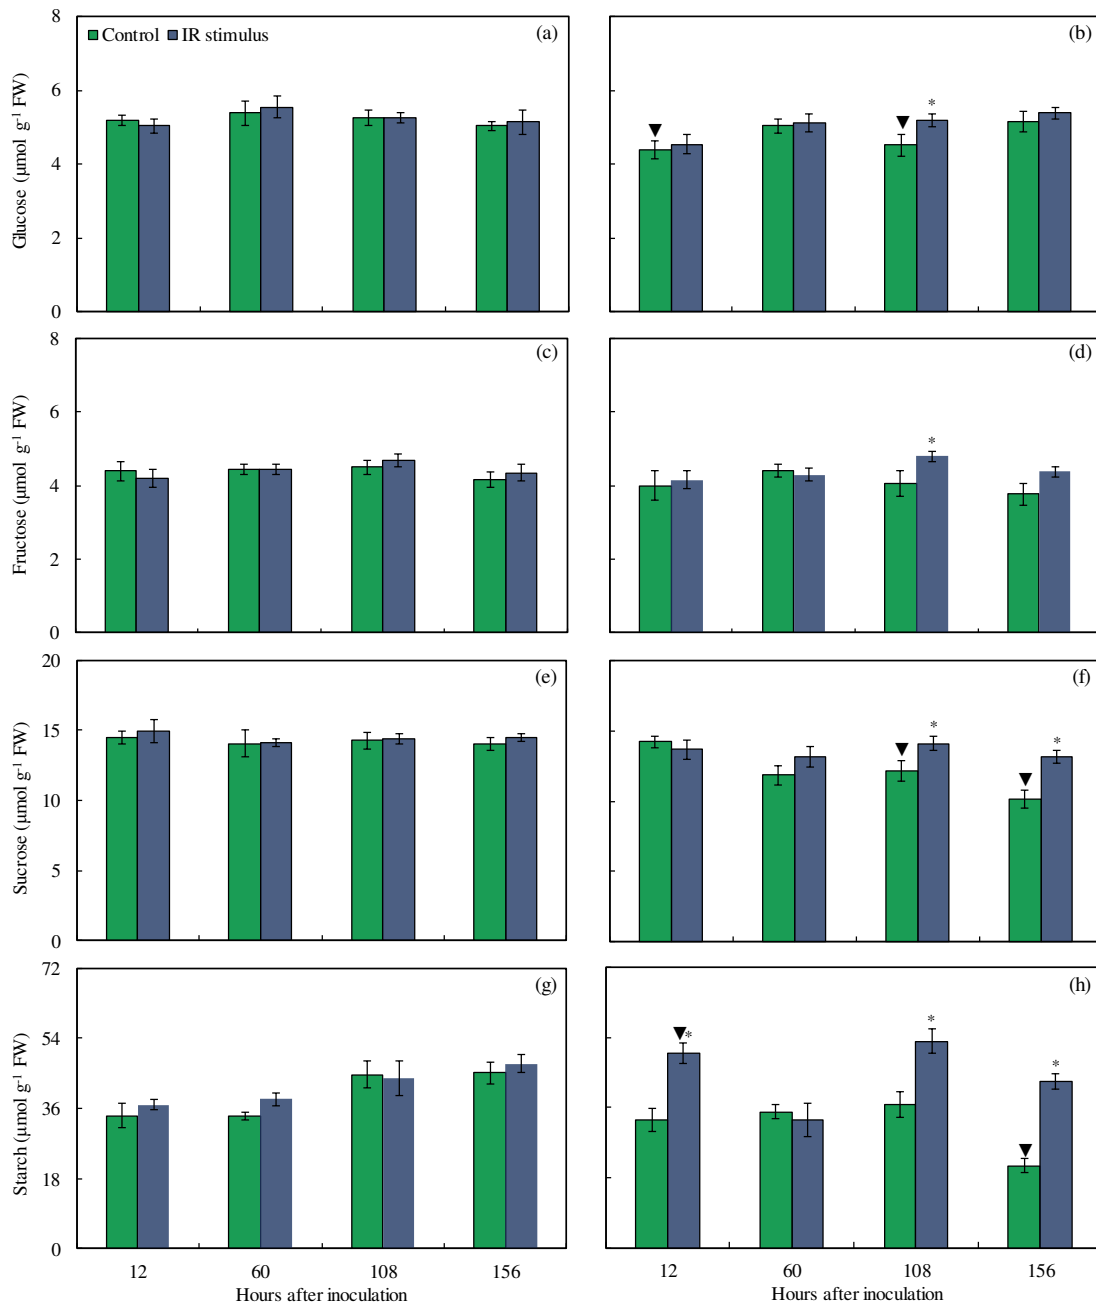 Glucose (µmol g-1 FW)
8
6
4
2
0
Control
IR stimulus
(a)
(b)
*
Fructose (µmol g-1 FW)
8
6
4
2
0
(c)
(d)
*
Sucrose (µmol g-1 FW)
20
15
10
5
0
(e)
(f)
*
*
Starch (µmol g-1 FW)
72
54
36
18
0
(g)
(h)
*
*
*
12 60 108 156
12 60 108 156
Hours after inoculation
Hours after inoculation